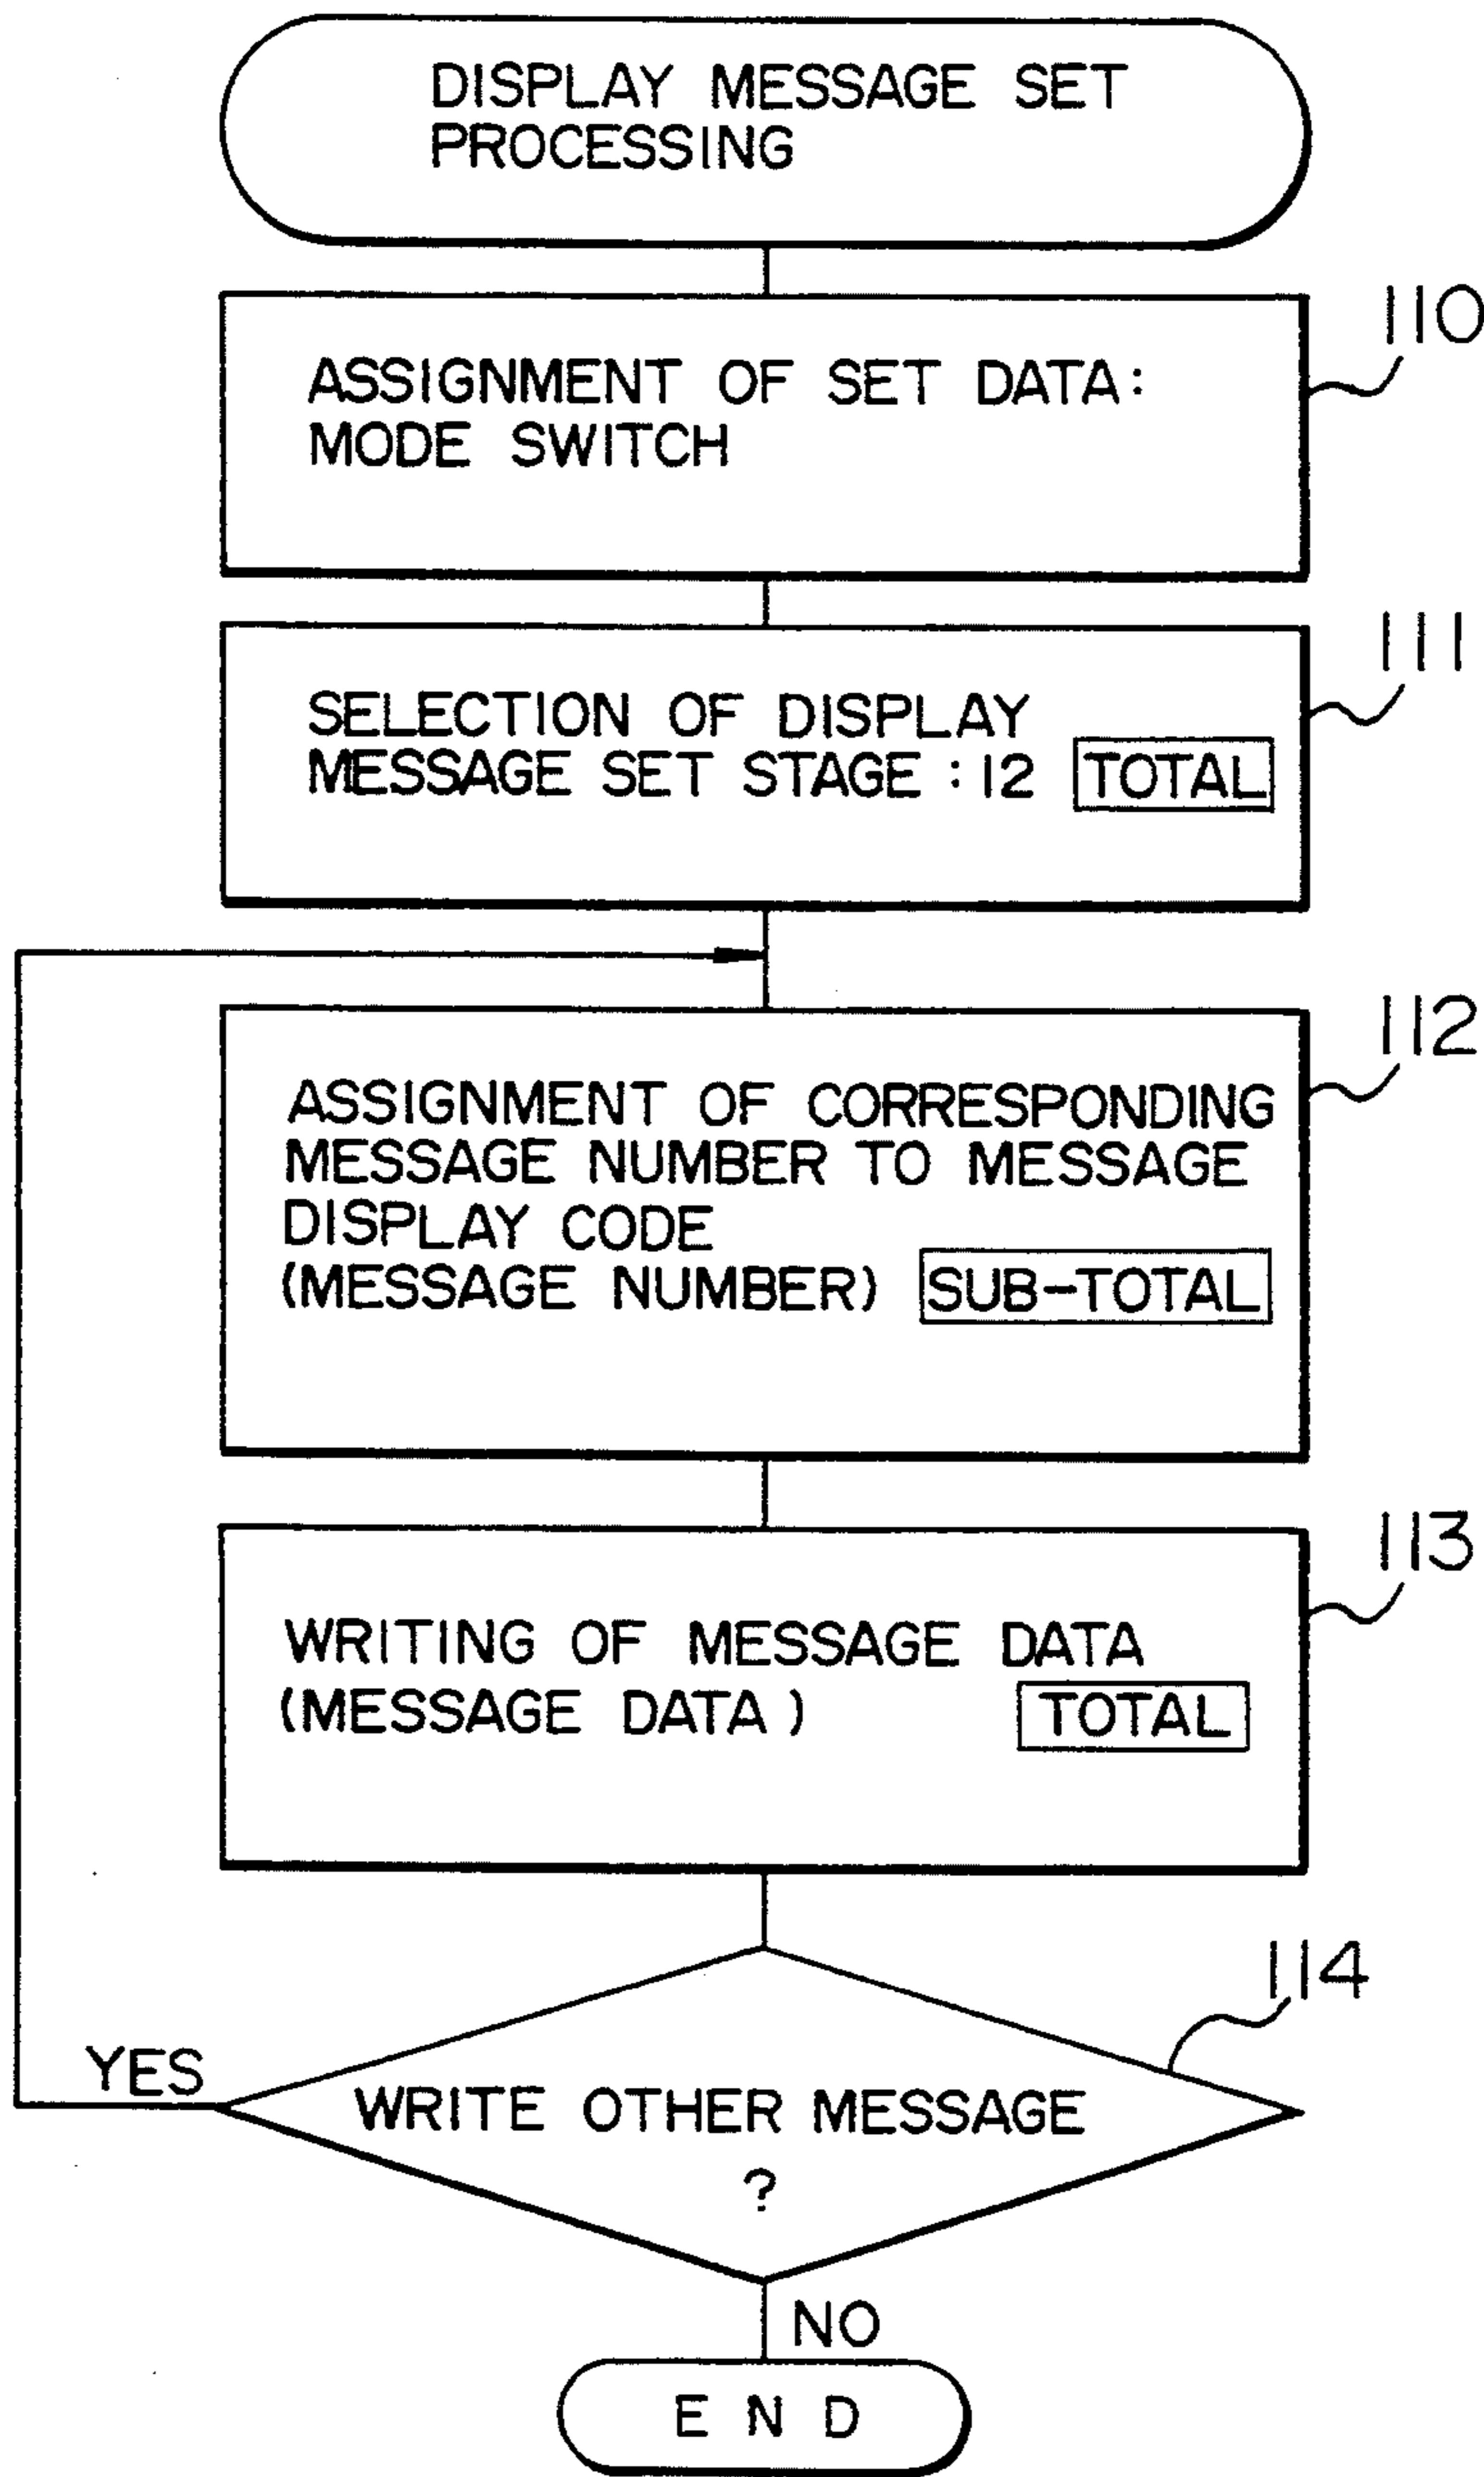 DISPLAY MESSAGE SET
PROCESSING
110
ASSIGNMENT OF SET DATA:
MODE SWITCH
111
SELECTION OF DISPLAY
MESSAGE SET STAGE :12 TOTAL
112
ASSIGNMENT OF CORRESPONDING
MESSAGE NUMBER TO MESSAGE
DISPLAY CODE
(MESSAGE NUMBER) SUB-TOTAL
113
WRITING OF MESSAGE DATA
(MESSAGE DATA) TOTAL
114
YES
WRITE OTHER MESSAGE
?
NO
END